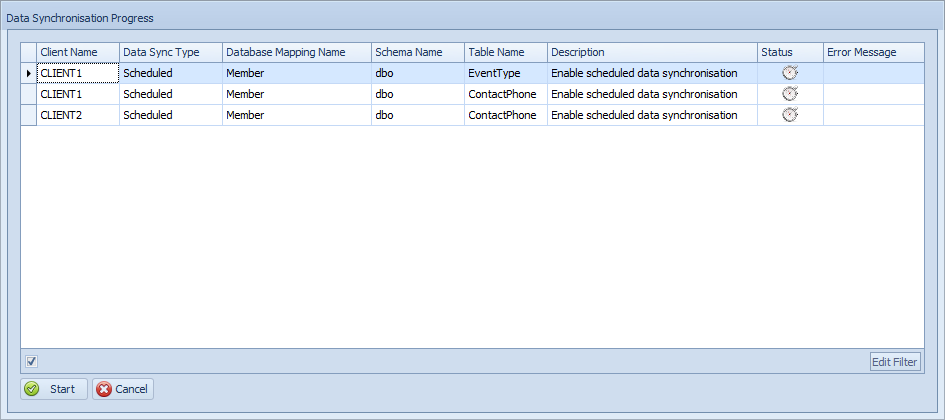 Data Synchronisation Progress
Client Name Data Sync Type Database Mapping Name Schema Name Table Name Description Status Error Message
CLIENT1 Scheduled Member dbo EventType Enable scheduled data synchronisation
CLIENT1 Scheduled Member dbo ContactPhone Enable scheduled data synchronisation
CLIENT2 Scheduled Member dbo ContactPhone Enable scheduled data synchronisation
Edit Filter
Start Cancel